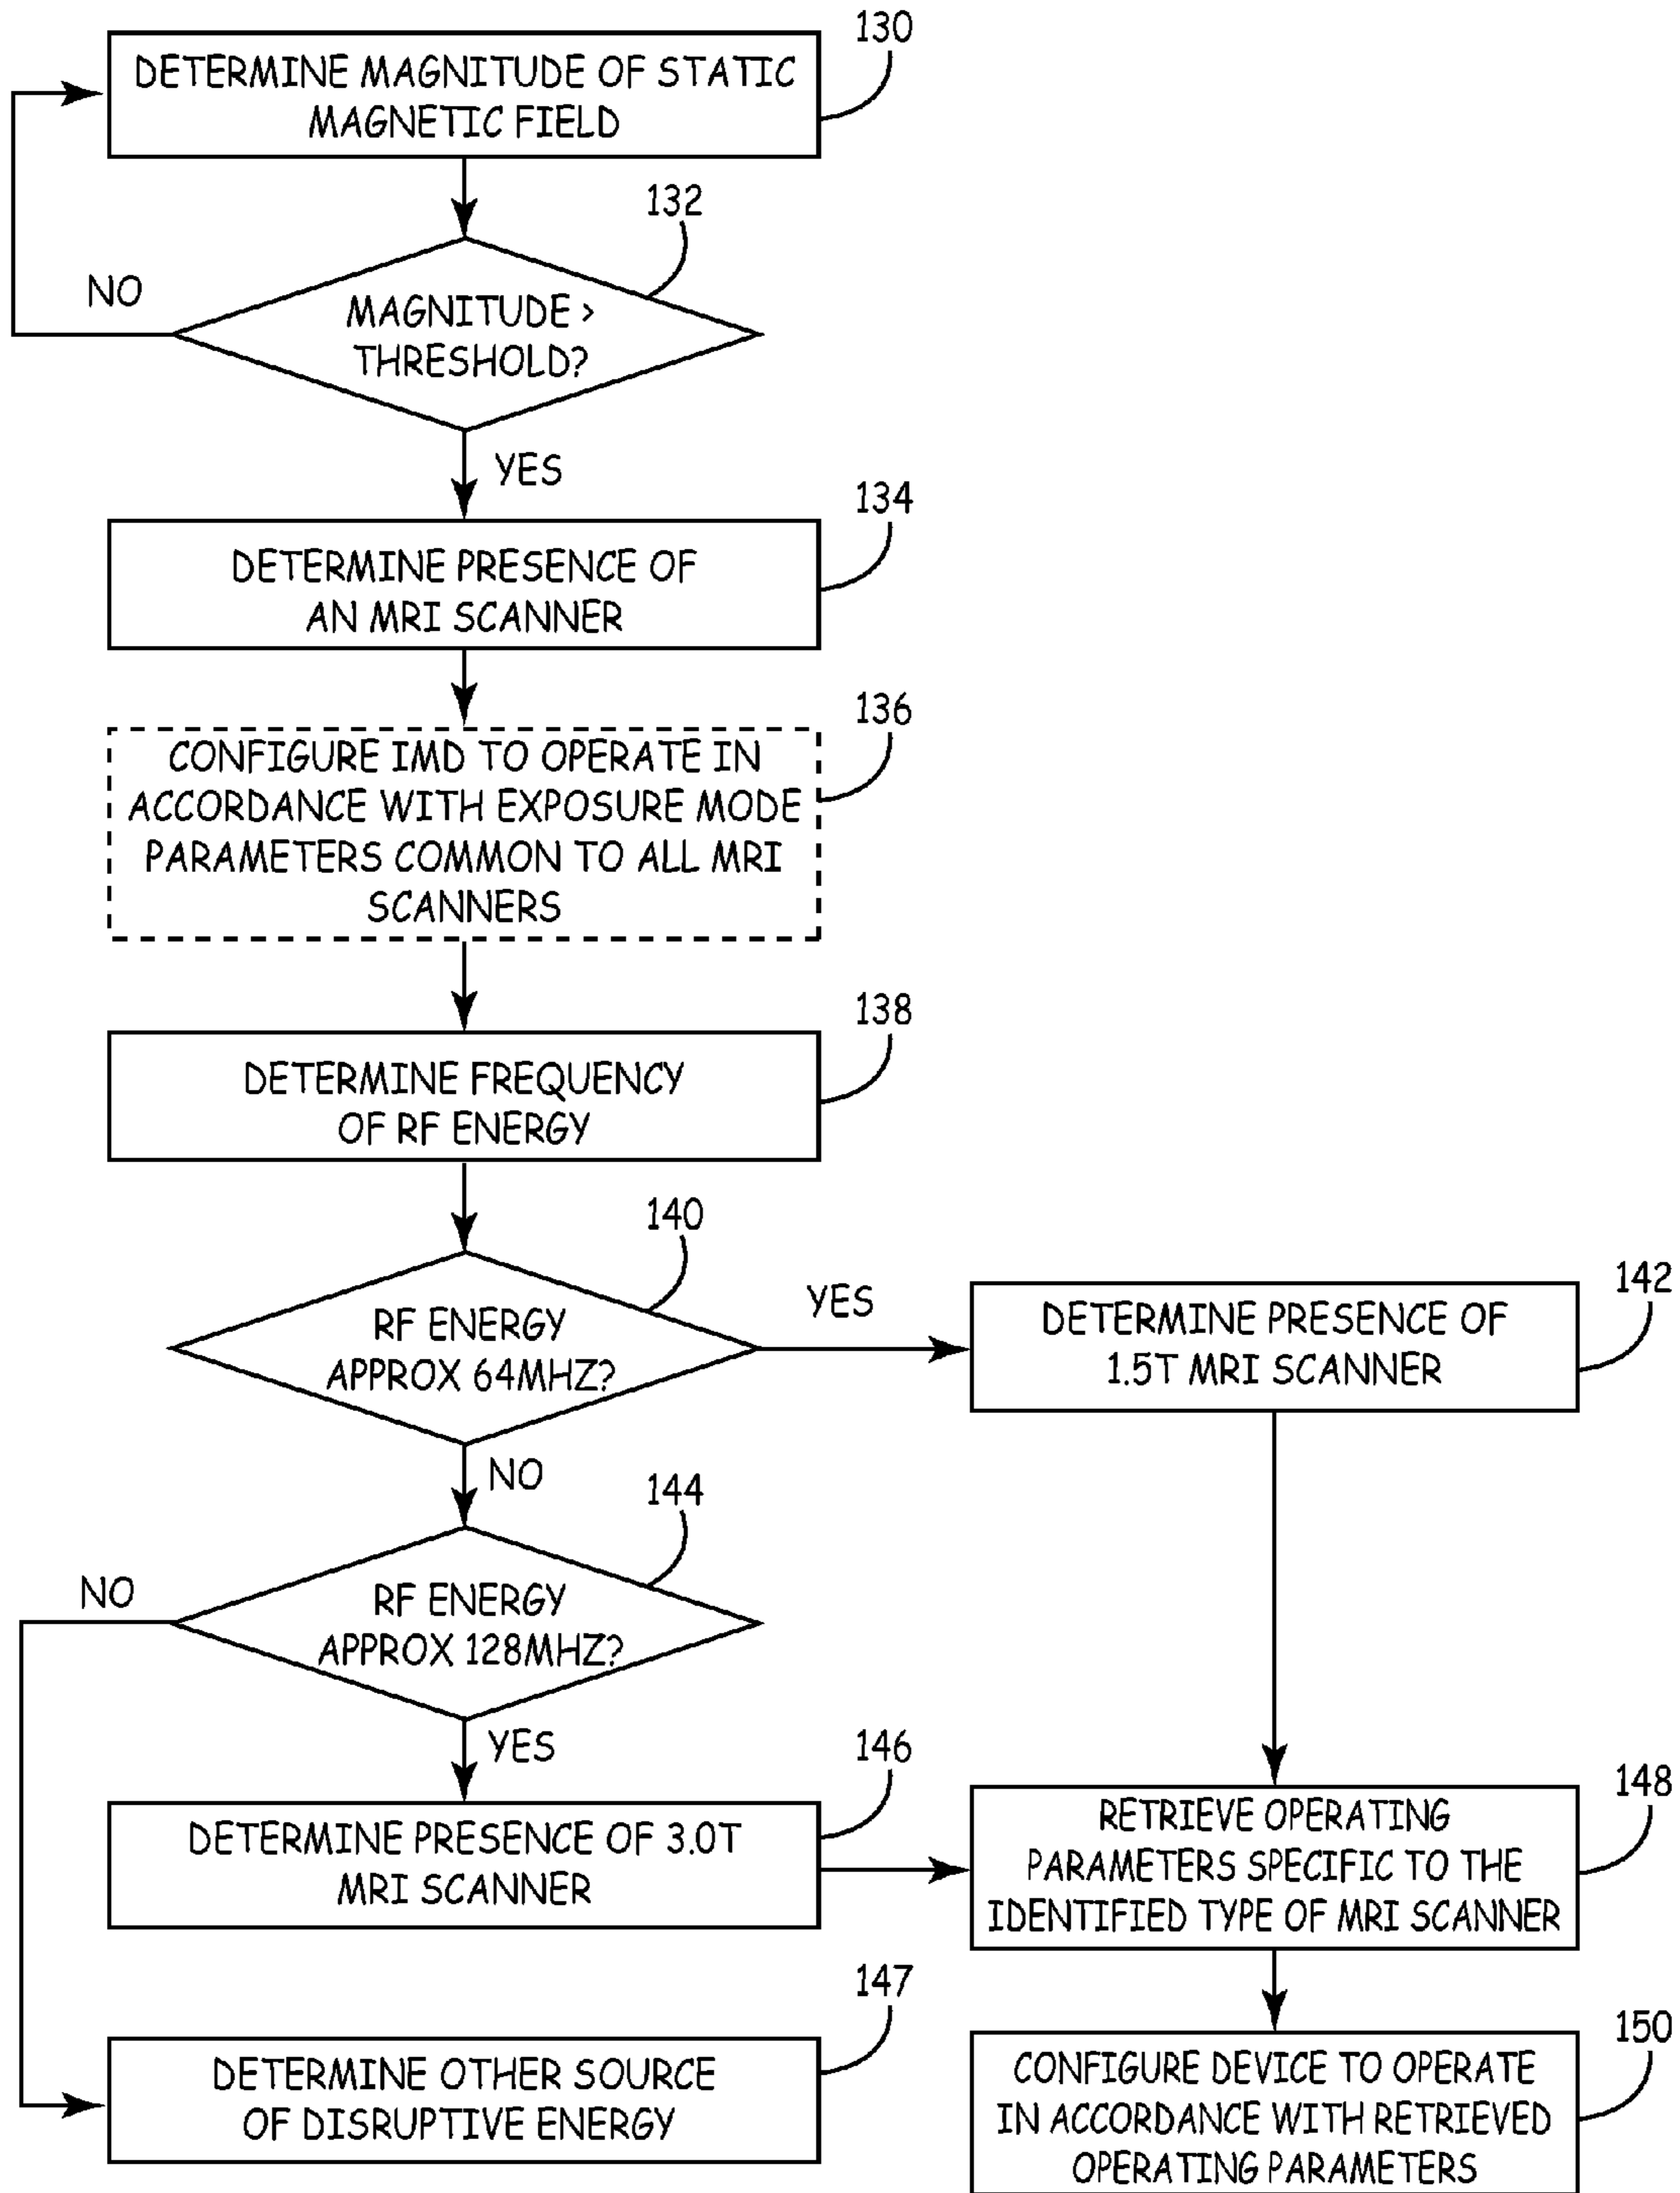 130
DETERMINE MAGNITUDE OF STATIC
MAGNETIC FIELD
132
NO
MAGNITUDE >
THRESHOLD?
YES
134
DETERMINE PRESENCE OF
AN MRI SCANNER
136
CONFIGURE IMD TO OPERATE IN
ACCORDANCE WITH EXPOSURE MODE
PARAMETERS COMMON TO ALL MRI
SCANNERS
138
DETERMINE FREQUENCY
OF RF ENERGY
140
RF ENERGY
APPROX 64MHZ?
YES
142
DETERMINE PRESENCE OF
1.5T MRI SCANNER
NO
144
NO
RF ENERGY
APPROX 128MHZ?
YES
146
DETERMINE PRESENCE OF 3.0T
MRI SCANNER
148
RETRIEVE OPERATING
PARAMETERS SPECIFIC TO THE
IDENTIFIED TYPE OF MRI SCANNER
147
DETERMINE OTHER SOURCE
OF DISRUPTIVE ENERGY
150
CONFIGURE DEVICE TO OPERATE
IN ACCORDANCE WITH RETRIEVED
OPERATING PARAMETERS